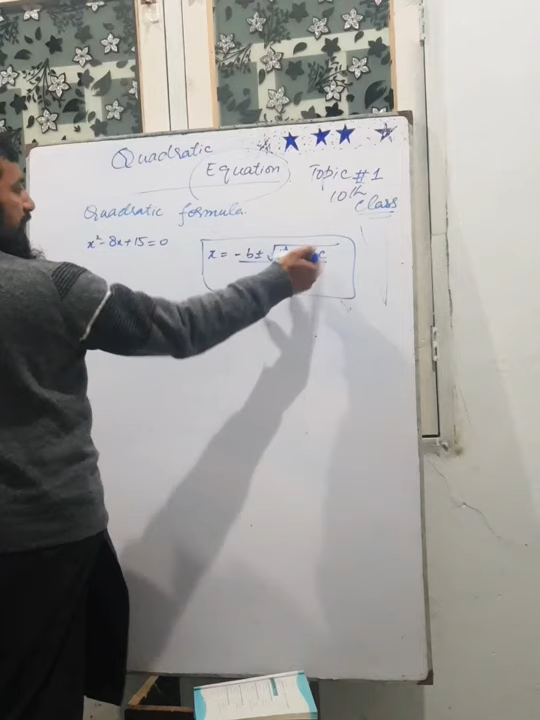 Quadratic
Equation
Topic #1
10th
Class
Quadratic formula
x² - 8x + 15 = 0
x = -b ± √ c